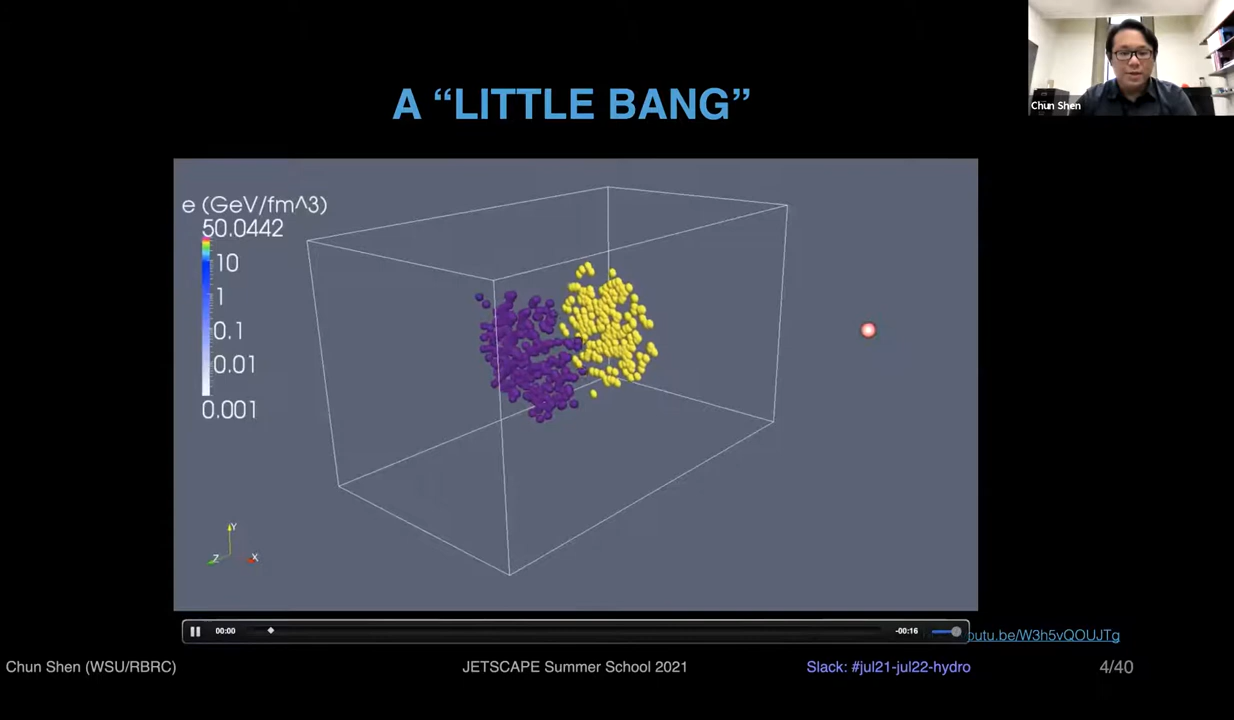 Chun Shen
A “LITTLE BANG”
e (GeV/fm^3)
50.0442
10
1
0.1
0.01
0.001
Y
Z
X
00:00
-00:16
outu.be/W3h5vQOUJTg
Chun Shen (WSU/RBRC)
JETSCAPE Summer School 2021
Slack: #jul21-jul22-hydro
4/40